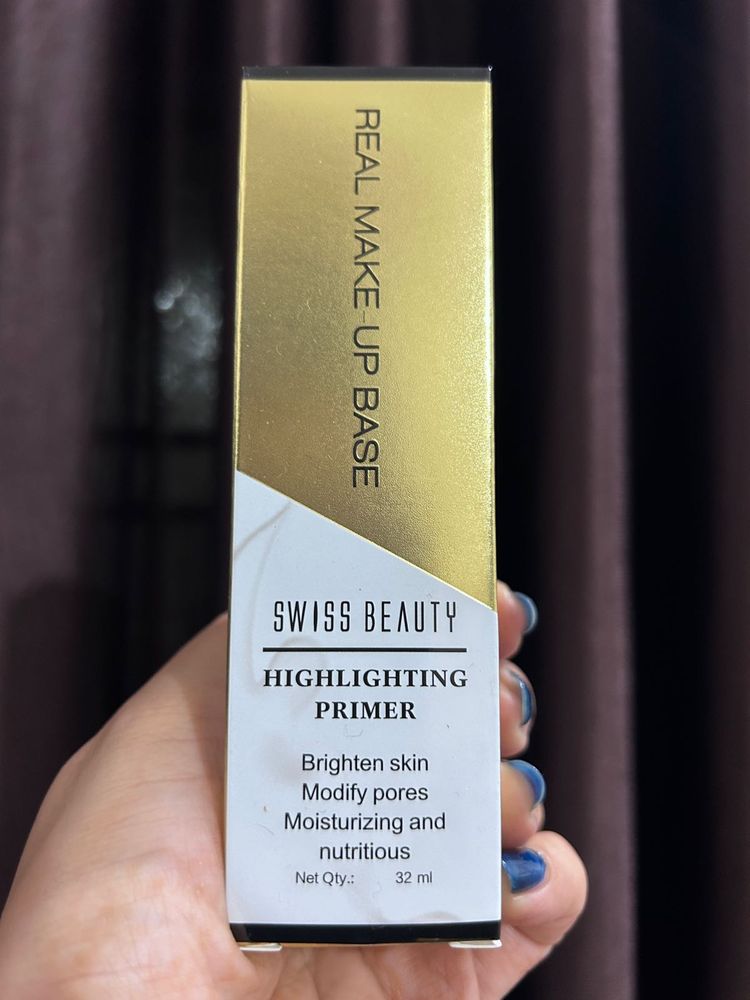 REAL MAKE-UP BASE
SWISS BEAUTY
HIGHLIGHTING
PRIMER
Brighten skin
Modify pores
Moisturizing and
nutritious
Net Qty.: 32 ml